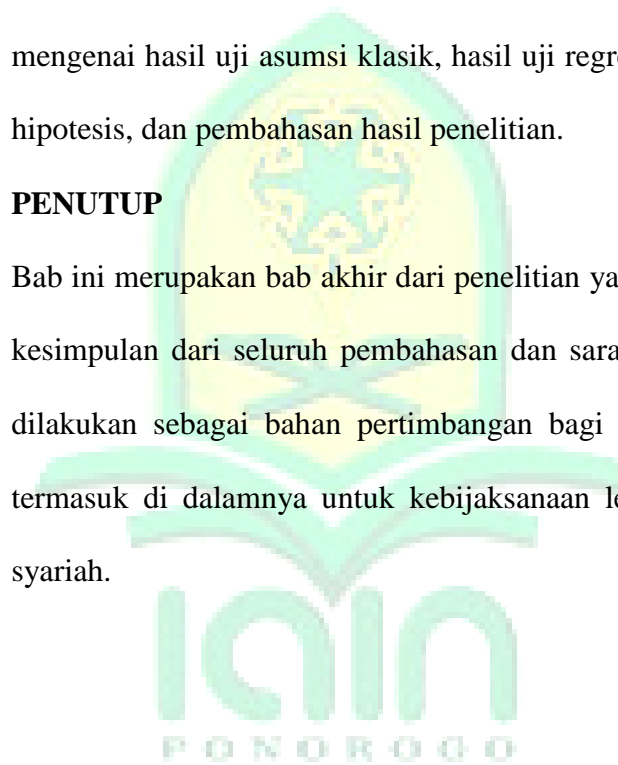 mengenai hasil uji asumsi klasik, hasil uji regre
hipotesis, dan pembahasan hasil penelitian.
PENUTUP
Bab ini merupakan bab akhir dari penelitian ya
kesimpulan dari seluruh pembahasan dan sara
dilakukan sebagai bahan pertimbangan bagi
termasuk di dalamnya untuk kebijaksanaan le
syariah.
iain
PONOROGO